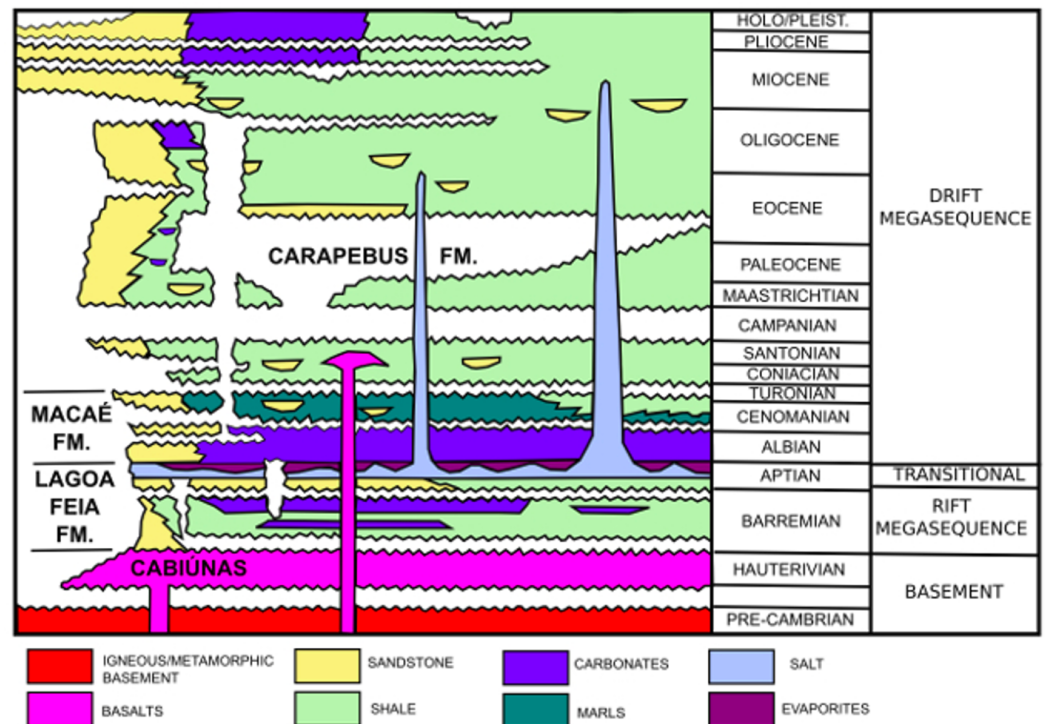 HOLO/PLEIST.
PLIOCENE
MIOCENE
OLIGOCENE
EOCENE
PALEOCENE
MAASTRICHTIAN
CAMPANIAN
SANTONIAN
CONIACIAN
TURONIAN
CENOMANIAN
ALBIAN
APTIAN
BARREMIAN
HAUTERIVIAN
PRE-CAMBRIAN
DRIFT
MEGASEQUENCE
TRANSITIONAL
RIFT
MEGASEQUENCE
BASEMENT
CARAPEBUS FM.
MACAÉ
FM.
LAGOA
FEIA
FM.
CABIÚNAS
IGNEOUS/METAMORPHIC
BASEMENT
SANDSTONE
CARBONATES
SALT
BASALTS
SHALE
MARLS
EVAPORITES